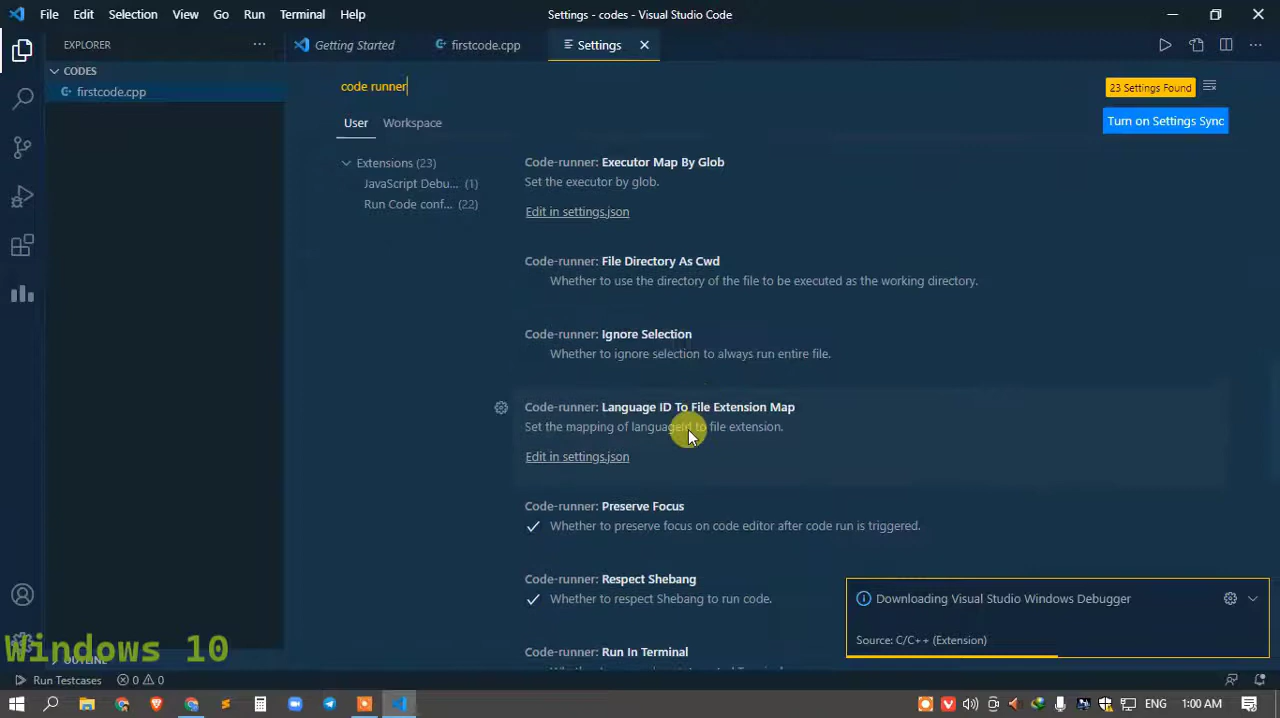 File Edit Selection View Go Run Terminal Help
Settings - codes - Visual Studio Code
EXPLORER
Getting Started
firstcode.cpp
Settings
CODES
firstcode.cpp
code runner
23 Settings Found
User Workspace
Turn on Settings Sync
Extensions (23)
JavaScript Debu... (1)
Run Code conf... (22)
Code-runner: Executor Map By Glob
Set the executor by glob.
Edit in settings.json
Code-runner: File Directory As Cwd
Whether to use the directory of the file to be executed as the working directory.
Code-runner: Ignore Selection
Whether to ignore selection to always run entire file.
Code-runner: Language ID To File Extension Map
Set the mapping of languageId to file extension.
Edit in settings.json
Code-runner: Preserve Focus
Whether to preserve focus on code editor after code run is triggered.
Code-runner: Respect Shebang
Whether to respect Shebang to run code.
Code-runner: Run In Terminal
Downloading Visual Studio Windows Debugger
Source: C/C++ (Extension)
Windows 10
OUTLINE
Run Testcases 0 0
ENG 1:00 AM